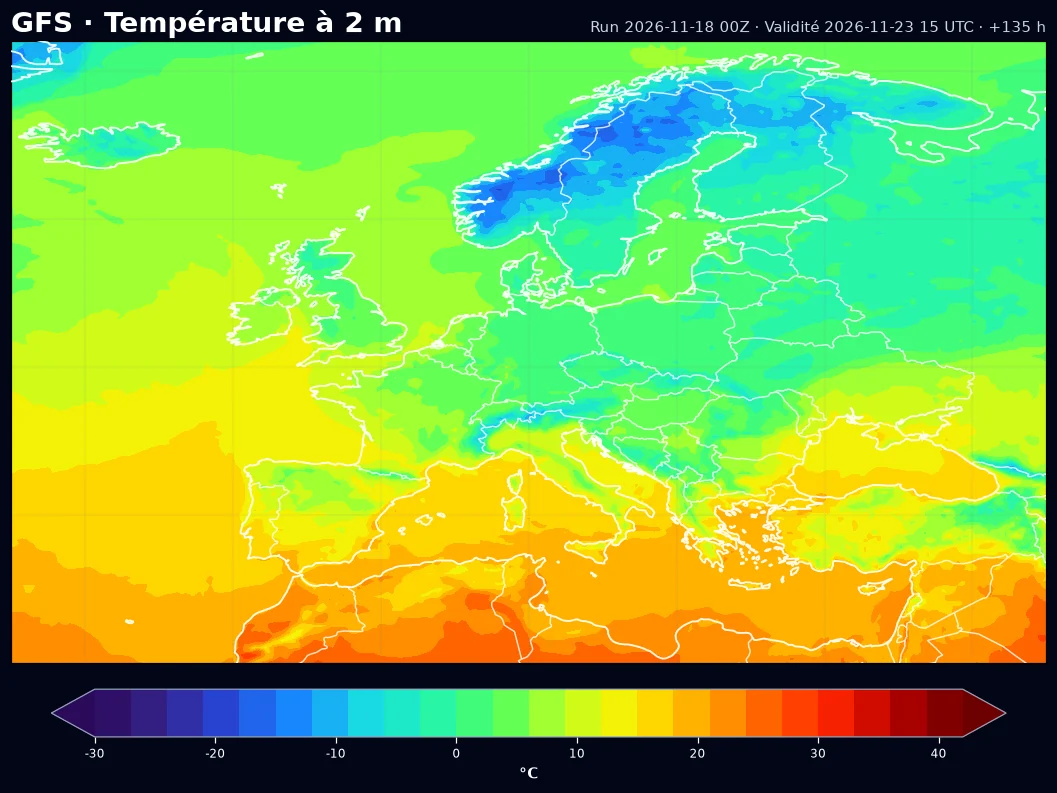 GFS · Température à 2 m
Run 2026-11-18 00Z · Validité 2026-11-23 15 UTC · +135 h
-30 -20 -10 0 10 20 30 40
°C